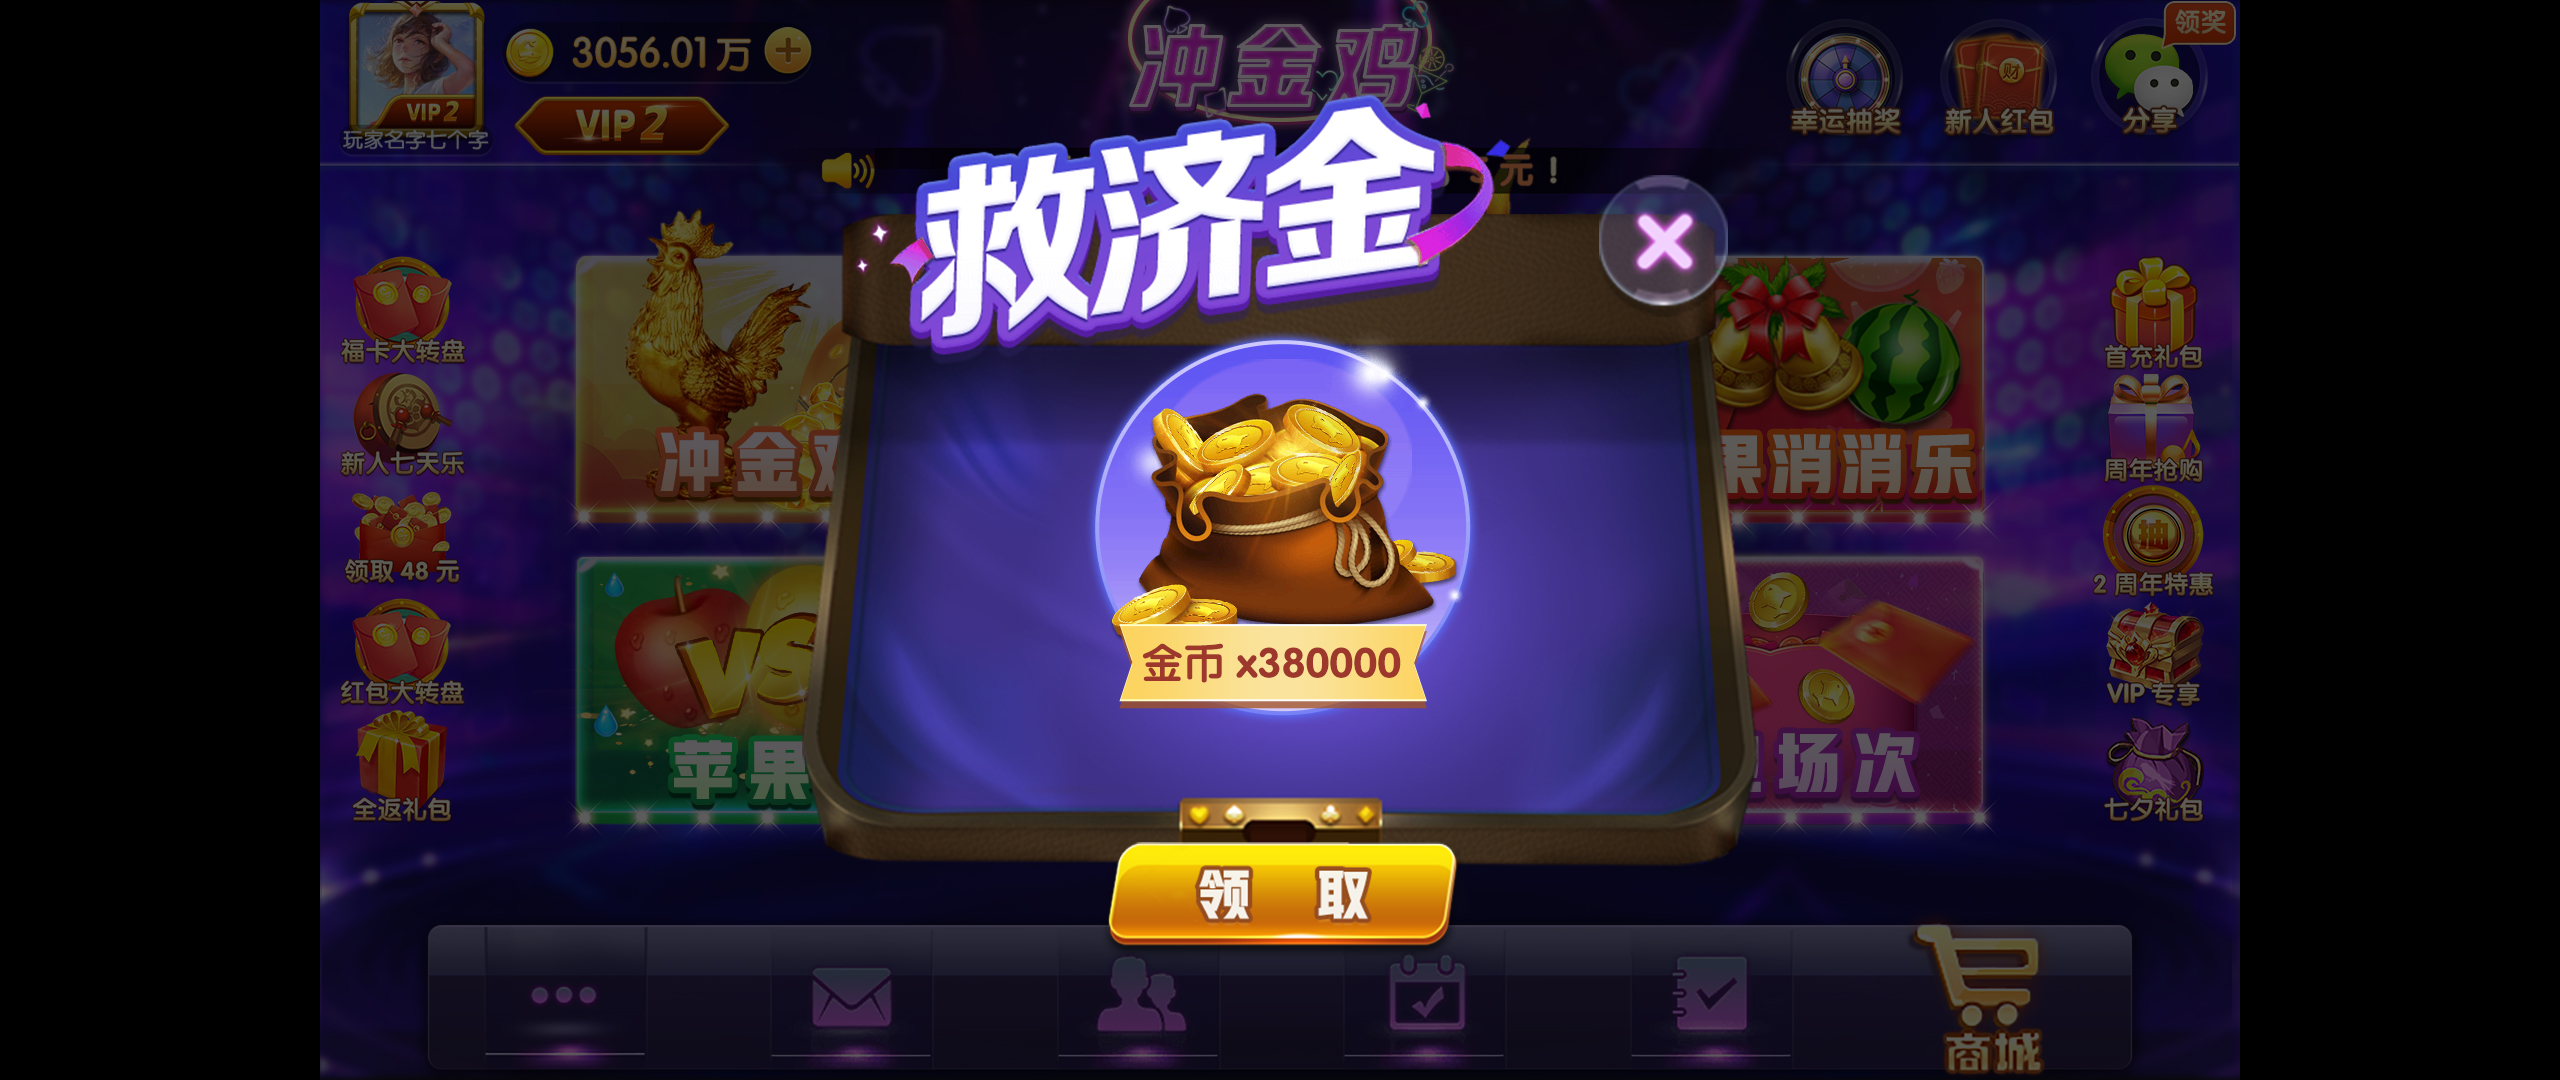 领奖
3056.01万
冲金鸡
VIP 2
VIP 2
玩家名字七个字
幸运抽奖
新人红包
分享
元！
救济金
福卡大转盘
新人七天乐
领取 48 元
红包大转盘
全返礼包
冲金
苹果
VS
消消乐
场次
首充礼包
周年抢购
抽
2 周年特惠
VIP 专享
七夕礼包
金币 x380000
领 取
商城